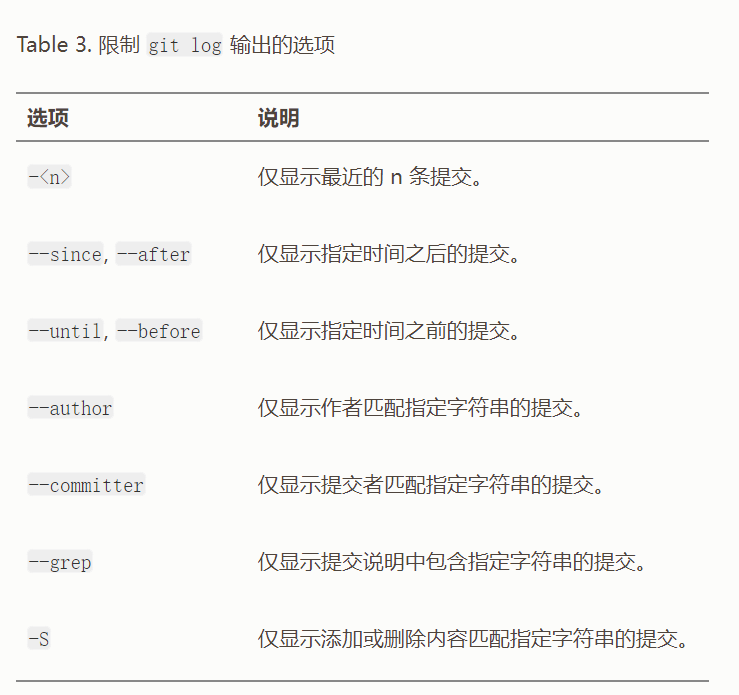 Table 3. 限制 git log 输出的选项
选项 说明
-<n> 仅显示最近的 n 条提交。
--since, --after 仅显示指定时间之后的提交。
--until, --before 仅显示指定时间之前的提交。
--author 仅显示作者匹配指定字符串的提交。
--committer 仅显示提交者匹配指定字符串的提交。
--grep 仅显示提交说明中包含指定字符串的提交。
-S 仅显示添加或删除内容匹配指定字符串的提交。